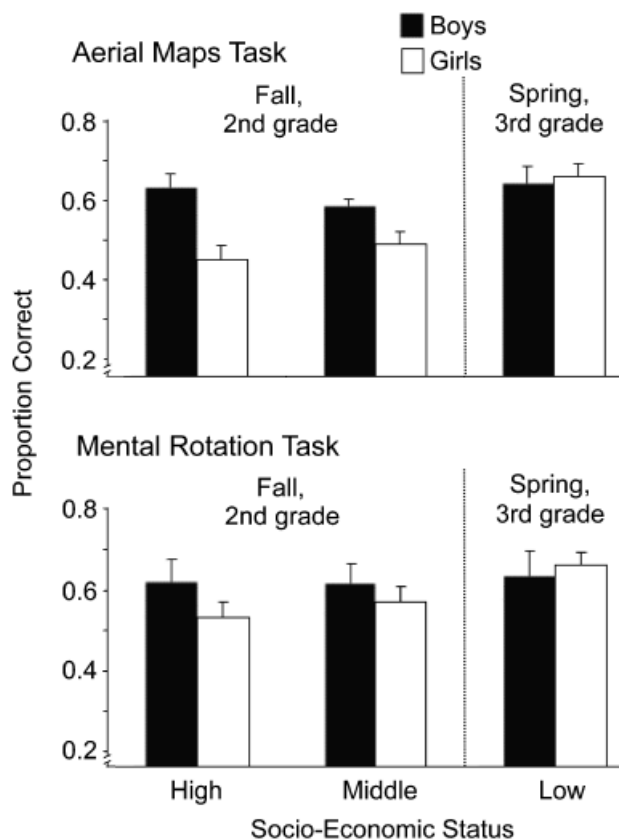 Boys
Girls
Aerial Maps Task
Fall,
2nd grade
Spring,
3rd grade
0.8
0.6
0.4
0.2
Proportion Correct
Mental Rotation Task
Fall,
2nd grade
Spring,
3rd grade
0.8
0.6
0.4
0.2
High Middle Low
Socio-Economic Status